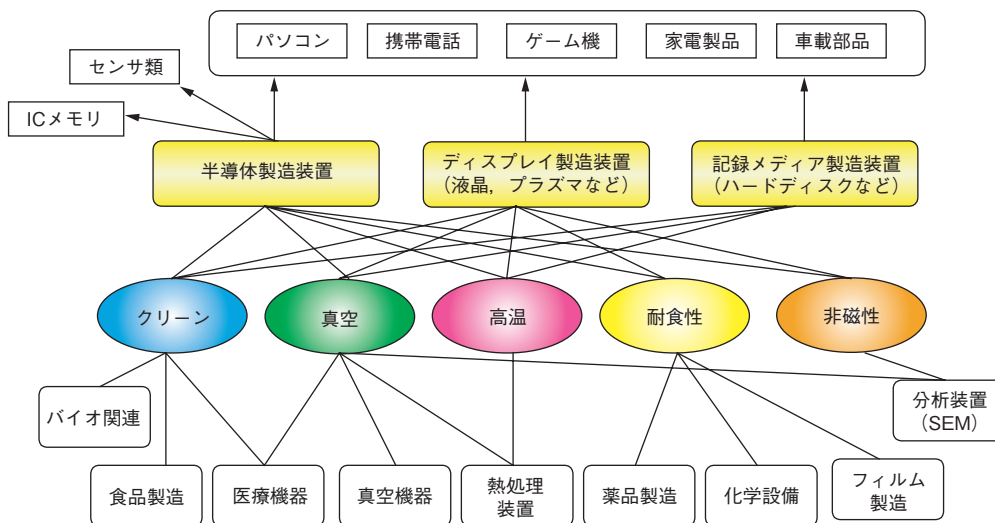 パソコン
携帯電話
ゲーム機
家電製品
車載部品
センサ類
ICメモリ
半導体製造装置
ディスプレイ製造装置
(液晶,プラズマなど)
記録メディア製造装置
(ハードディスクなど)
クリーン
真空
高温
耐食性
非磁性
バイオ関連
分析装置
(SEM)
食品製造
医療機器
真空機器
熱処理
装置
薬品製造
化学設備
フィルム
製造